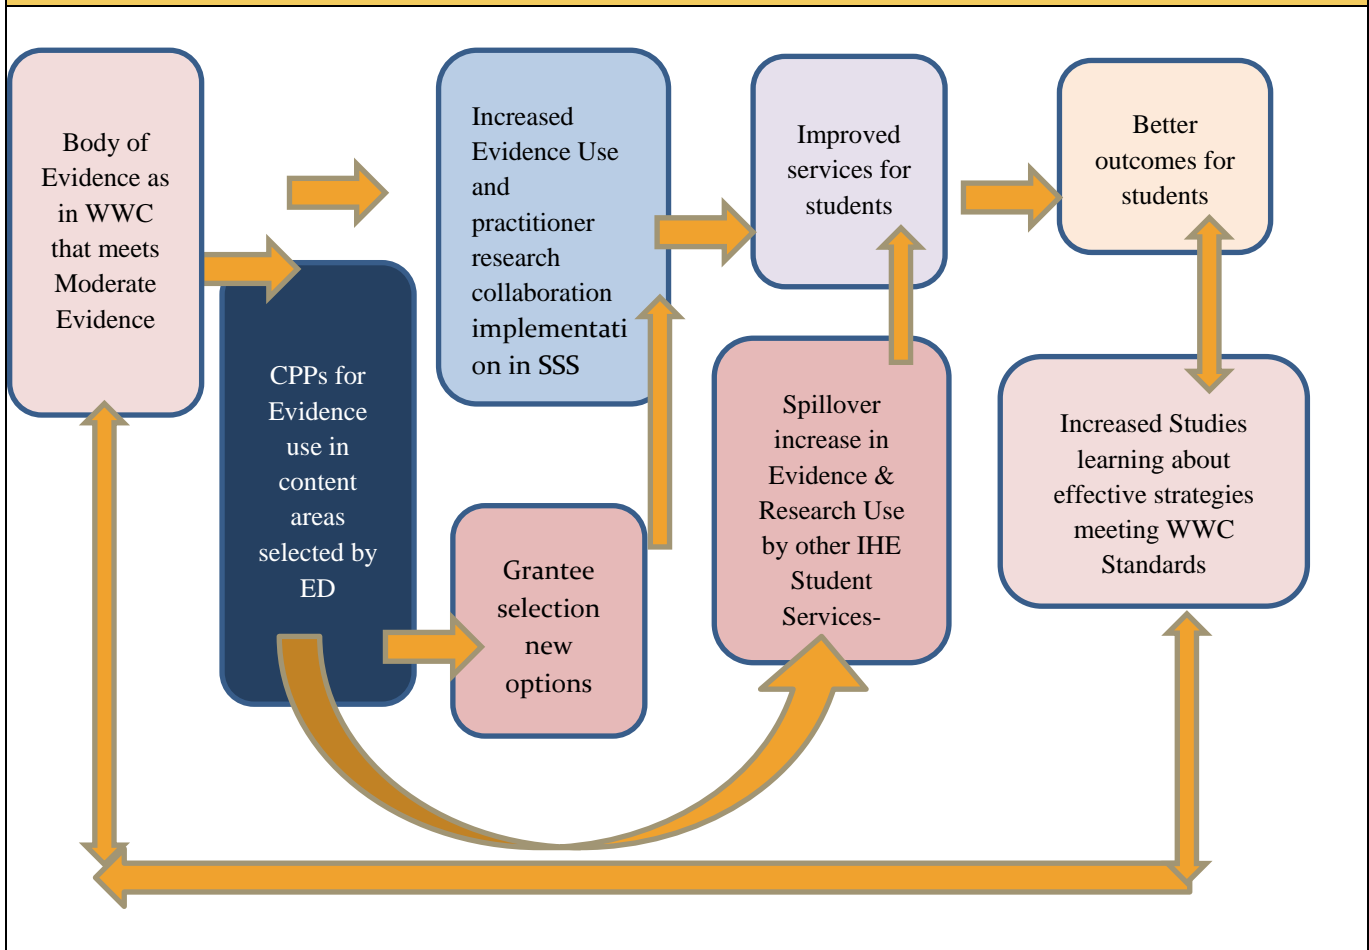 Body of
Evidence as
in WWC
that meets
Moderate
Evidence
CPPs for
Evidence
use in
content
areas
selected by
ED
Increased
Evidence Use
and
practitioner
research
collaboration
implementati
on in SSS
Grantee
selection
new
options
Improved
services for
students
Spillover
increase in
Evidence &
Research Use
by other IHE
Student
Services-
Better
outcomes for
students
Increased Studies
learning about
effective strategies
meeting WWC
Standards